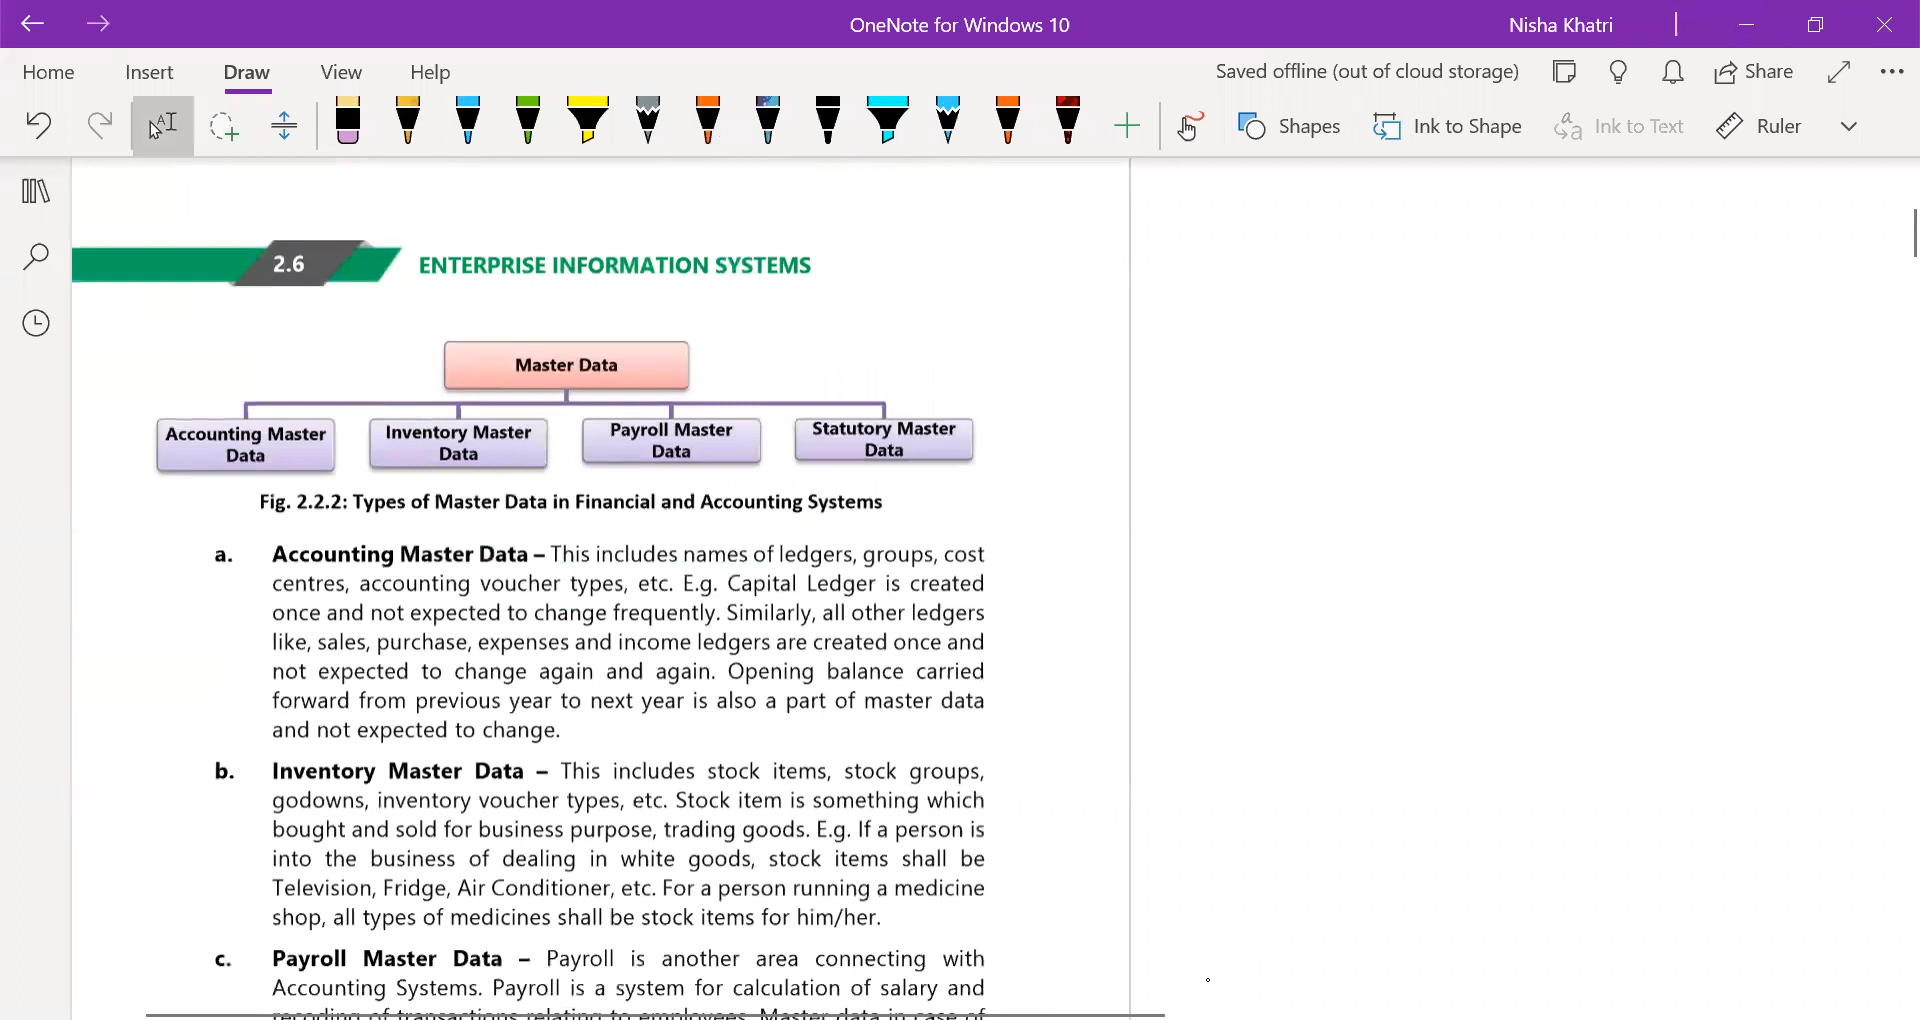 OneNote for Windows 10
Nisha Khatri
Home Insert Draw View Help
Saved offline (out of cloud storage)
Share
Shapes
Ink to Shape
Ink to Text
Ruler
2.6
ENTERPRISE INFORMATION SYSTEMS
Master Data
Accounting Master
Data
Inventory Master
Data
Payroll Master
Data
Statutory Master
Data
Fig. 2.2.2: Types of Master Data in Financial and Accounting Systems
a. Accounting Master Data – This includes names of ledgers, groups, cost
centres, accounting voucher types, etc. E.g. Capital Ledger is created
once and not expected to change frequently. Similarly, all other ledgers
like, sales, purchase, expenses and income ledgers are created once and
not expected to change again and again. Opening balance carried
forward from previous year to next year is also a part of master data
and not expected to change.
b. Inventory Master Data – This includes stock items, stock groups,
godowns, inventory voucher types, etc. Stock item is something which
bought and sold for business purpose, trading goods. E.g. If a person is
into the business of dealing in white goods, stock items shall be
Television, Fridge, Air Conditioner, etc. For a person running a medicine
shop, all types of medicines shall be stock items for him/her.
c. Payroll Master Data – Payroll is another area connecting with
Accounting Systems. Payroll is a system for calculation of salary and
recoding of transactions relating to employees. Master data in case of